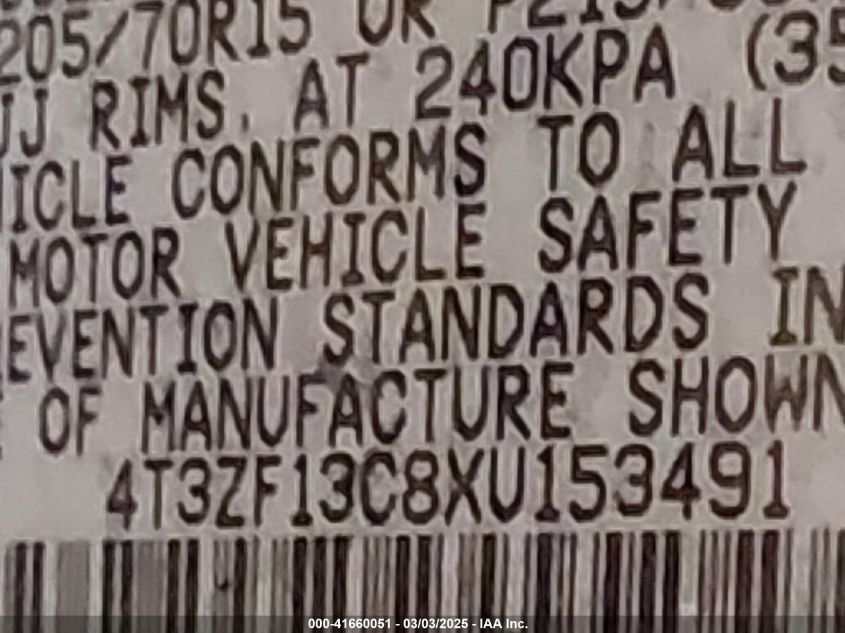 205/70R15 OR P215/
JJ RIMS, AT 240KPA (35
ICLE CONFORMS TO ALL
MOTOR VEHICLE SAFETY
EVENTION STANDARDS IN
OF MANUFACTURE SHOWN
4T3ZF13C8XU153491
000-41660051 - 03/03/2025 - IAA Inc.